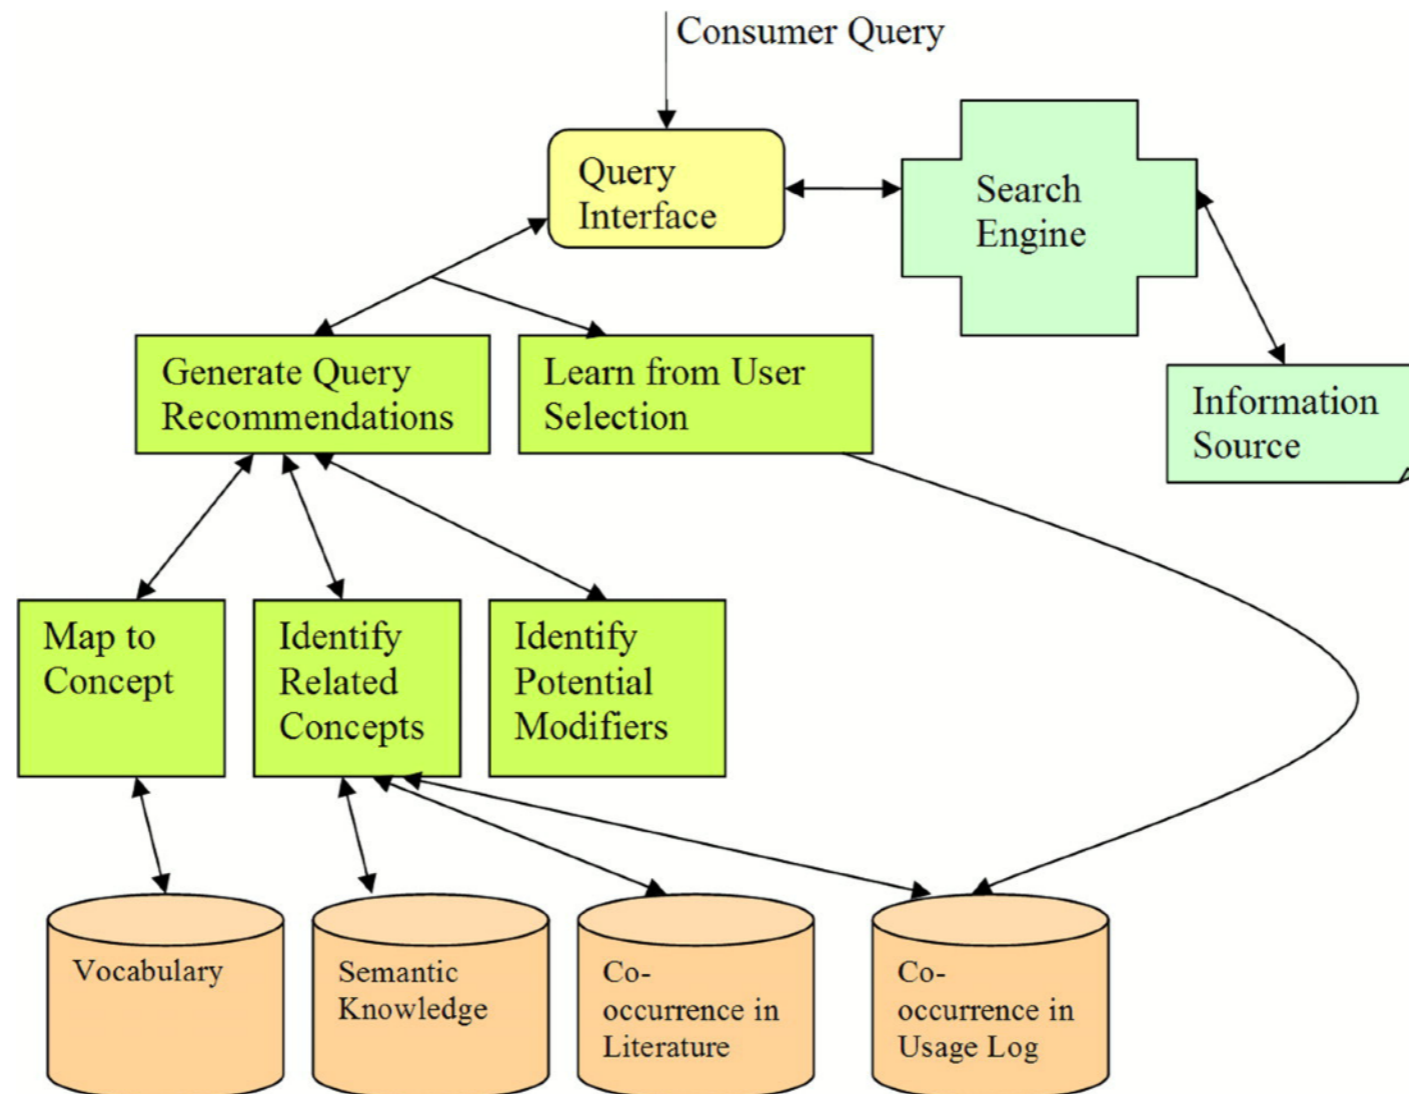 Consumer Query
Query
Interface
Search
Engine
Generate Query
Recommendations
Learn from User
Selection
Information
Source
Map to
Concept
Identify
Related
Concepts
Identify
Potential
Modifiers
Vocabulary
Semantic
Knowledge
Co-
occurrence in
Literature
Co-
occurrence in
Usage Log